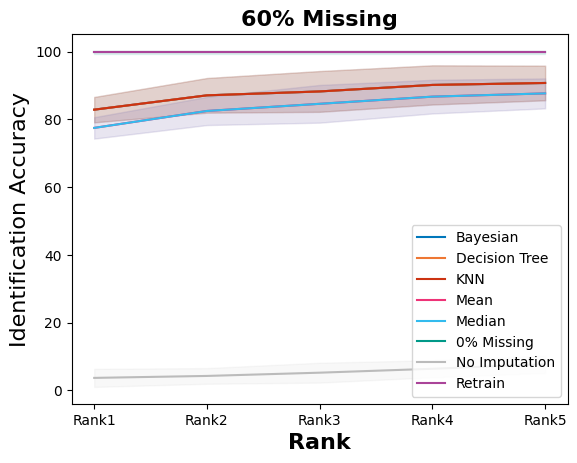 60% Missing
100
80
60
40
20
0
Identification Accuracy
Bayesian
Decision Tree
KNN
Mean
Median
0% Missing
No Imputation
Retrain
Rank1 Rank2 Rank3 Rank4 Rank5
Rank